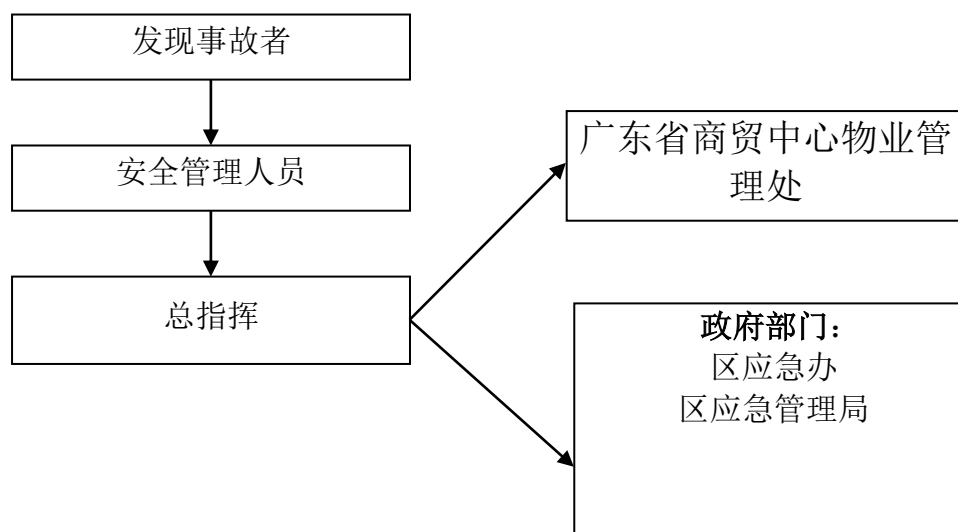 发现事故者
安全管理人员
总指挥
广东省商贸中心物业管
理处
政府部门：
区应急办
区应急管理局